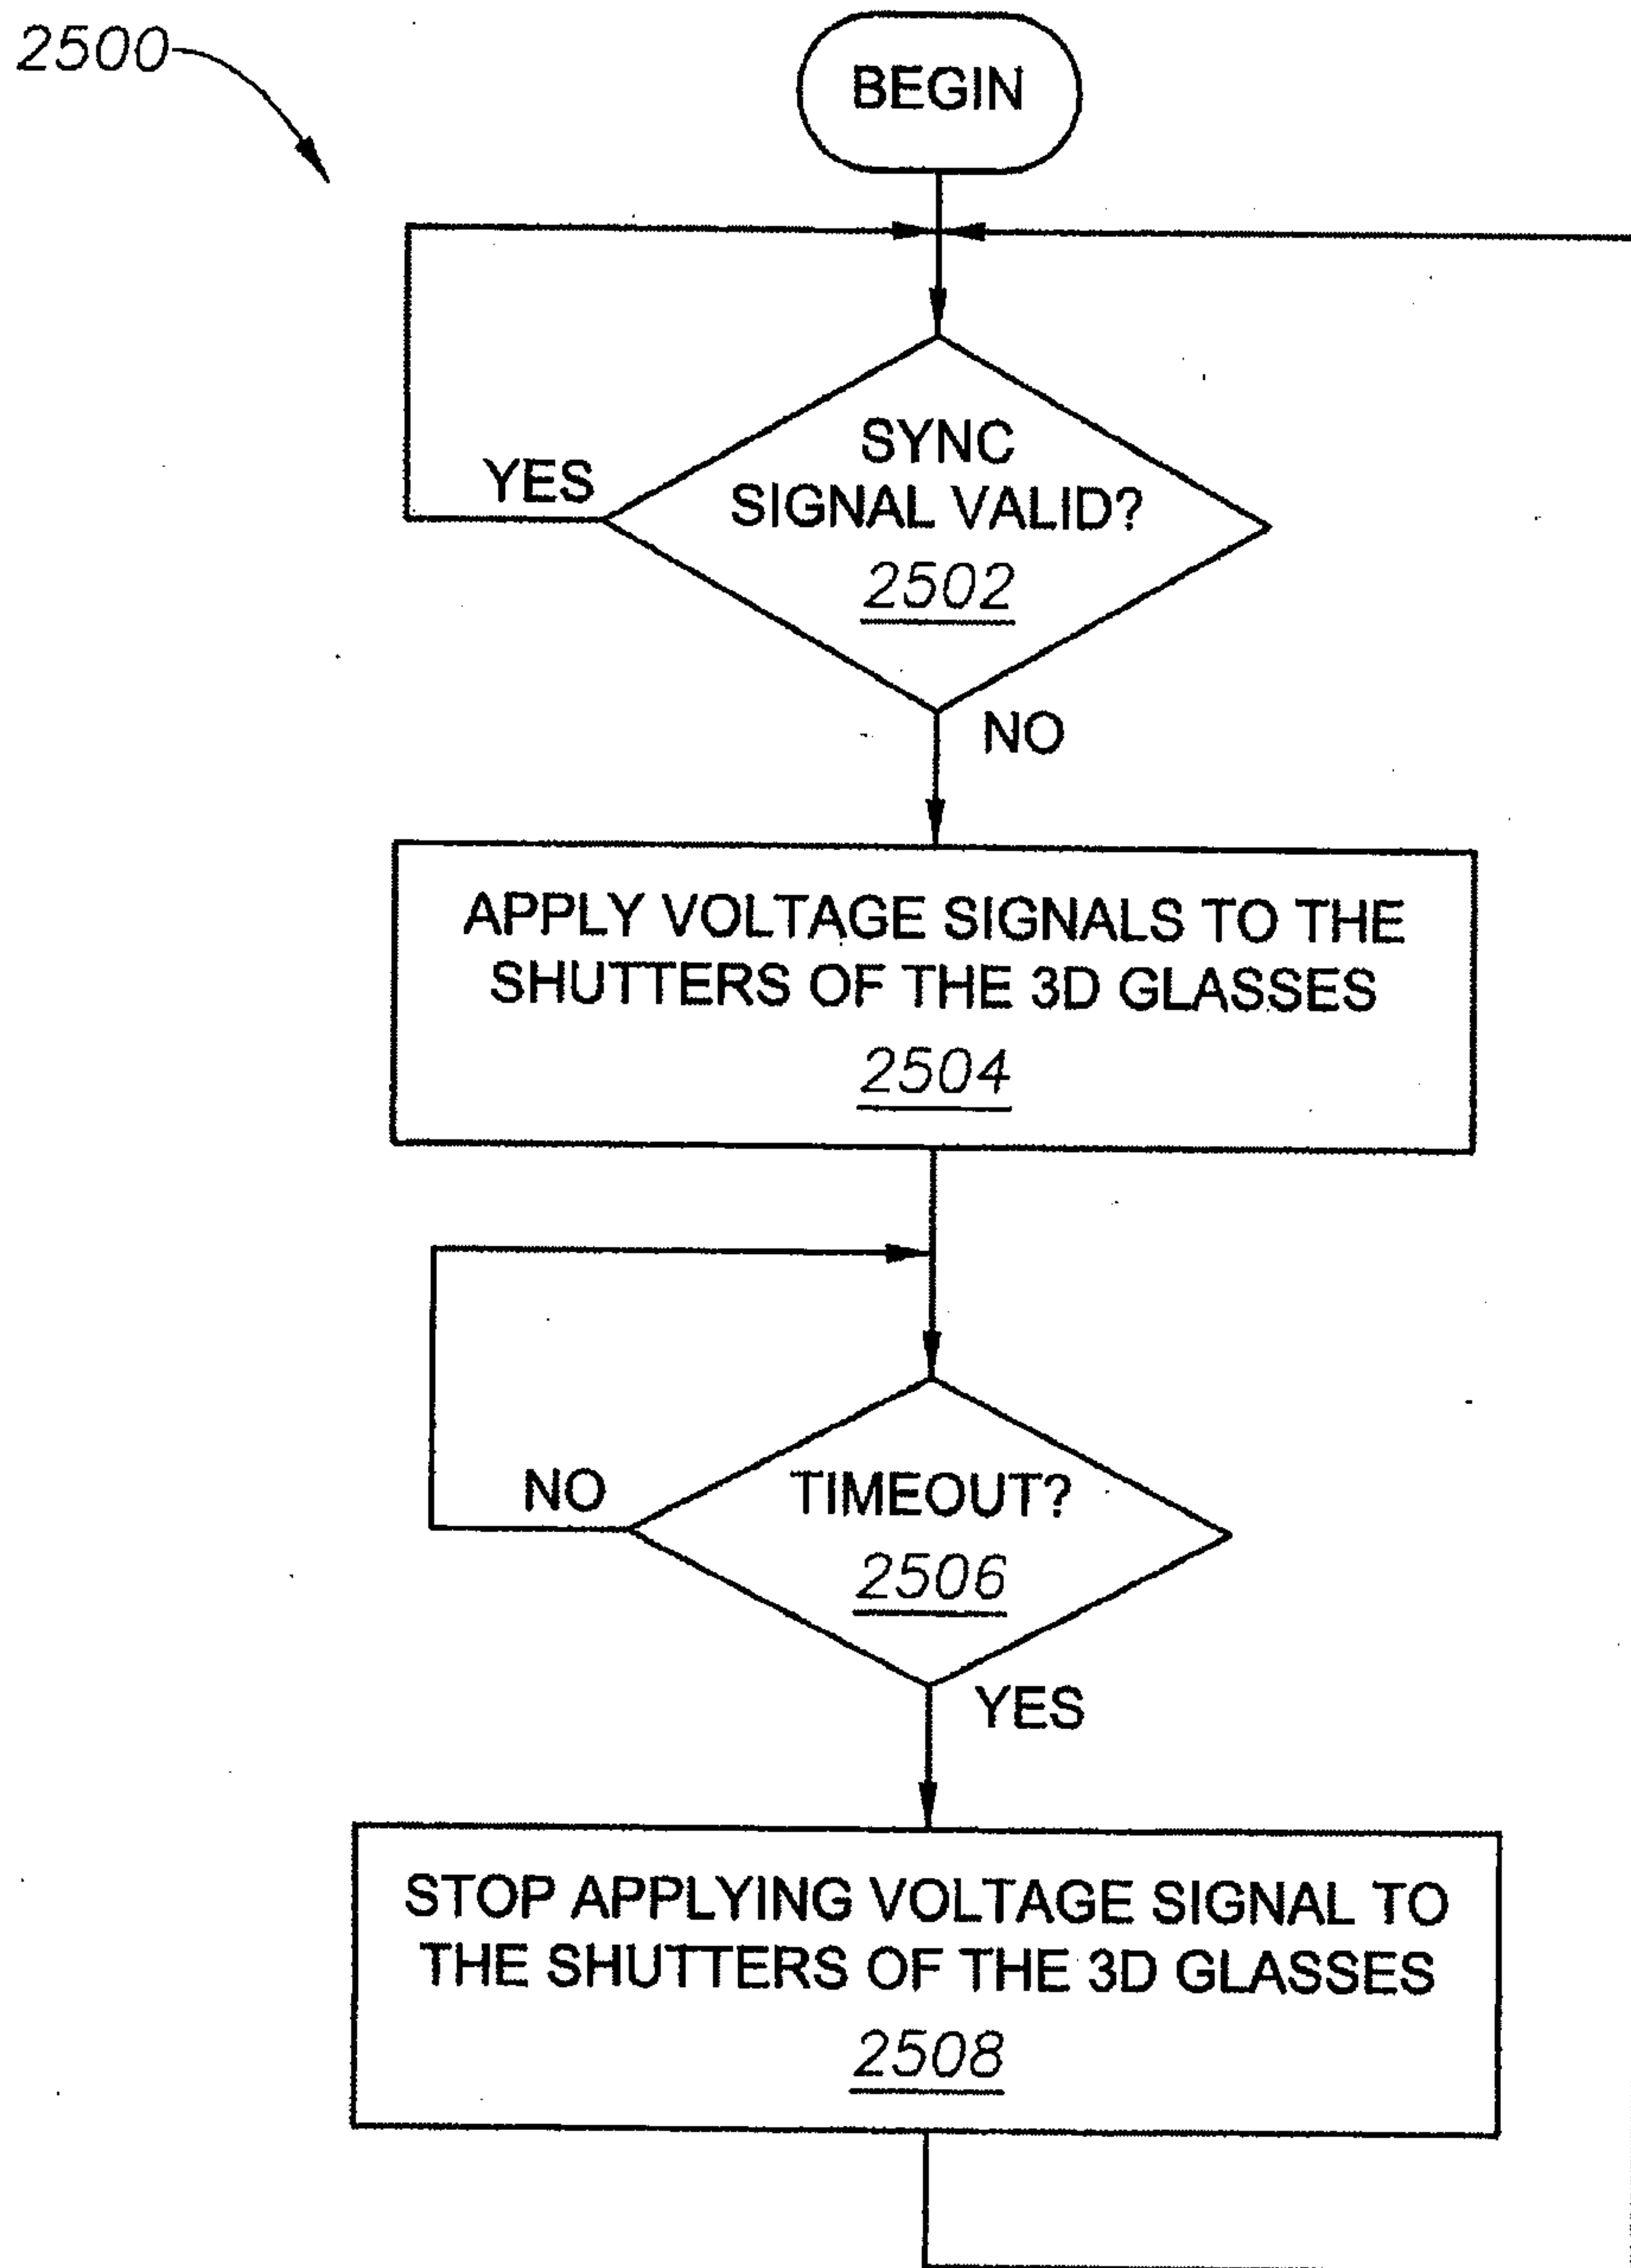 2500
BEGIN
SYNC
SIGNAL VALID?
2502
YES
NO
APPLY VOLTAGE SIGNALS TO THE
SHUTTERS OF THE 3D GLASSES
2504
TIMEOUT?
2506
NO
YES
STOP APPLYING VOLTAGE SIGNAL TO
THE SHUTTERS OF THE 3D GLASSES
2508